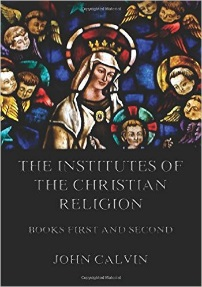 THE INSTITUTES OF
THE CHRISTIAN
RELIGION
BOOKS FIRST AND SECOND
JOHN CALVIN